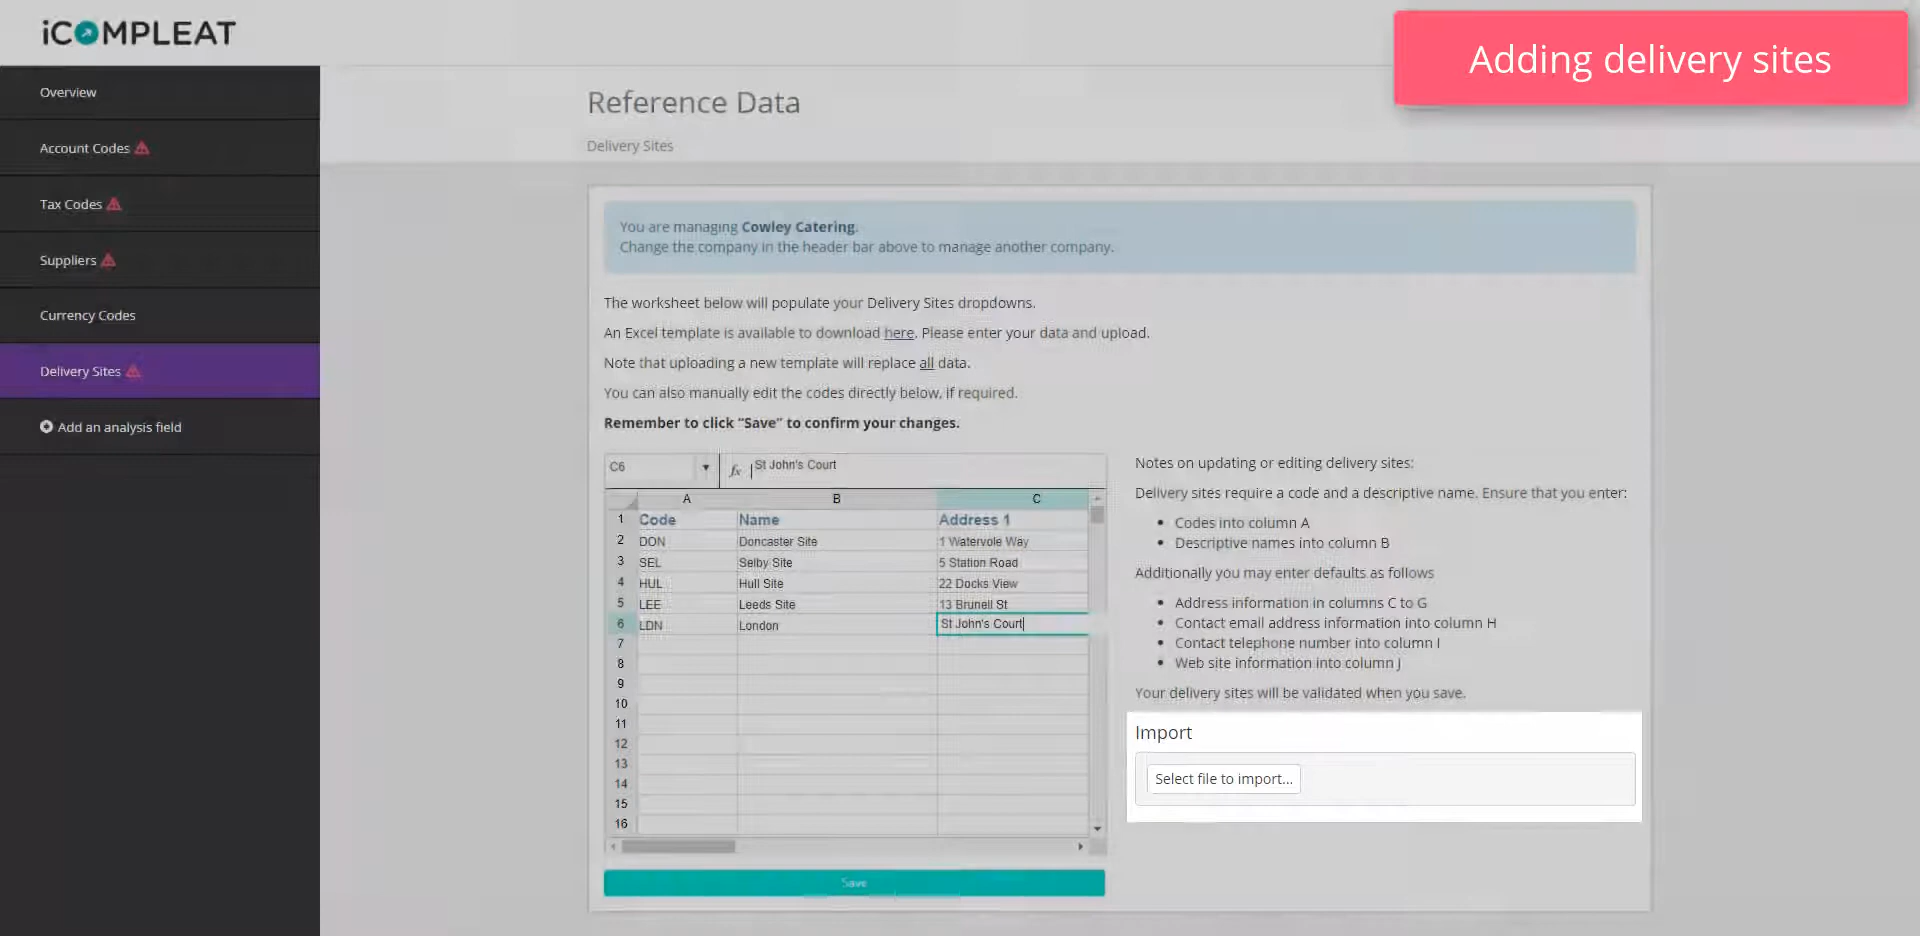 iCOMPLEAT
Adding delivery sites
Overview
Account Codes
Tax Codes
Suppliers
Currency Codes
Delivery Sites
Add an analysis field
Reference Data
Delivery Sites
You are managing Cowley Catering.
Change the company in the header bar above to manage another company.
The worksheet below will populate your Delivery Sites dropdowns.
An Excel template is available to download here. Please enter your data and upload.
Note that uploading a new template will replace all data.
You can also manually edit the codes directly below, if required.
Remember to click "Save" to confirm your changes.
C6 fx St John's Court
A B C
1 Code Name Address 1
2 DON Doncaster Site 1 Watervole Way
3 SEL Selby Site 5 Station Road
4 HUL Hull Site 22 Docks View
5 LEE Leeds Site 13 Brunell St
6 LDN London St John's Court
7
8
9
10
11
12
13
14
15
16
Save
Notes on updating or editing delivery sites:
Delivery sites require a code and a descriptive name. Ensure that you enter:
• Codes into column A
• Descriptive names into column B
Additionally you may enter defaults as follows
• Address information in columns C to G
• Contact email address information into column H
• Contact telephone number into column I
• Web site information into column J
Your delivery sites will be validated when you save.
Import
Select file to import...